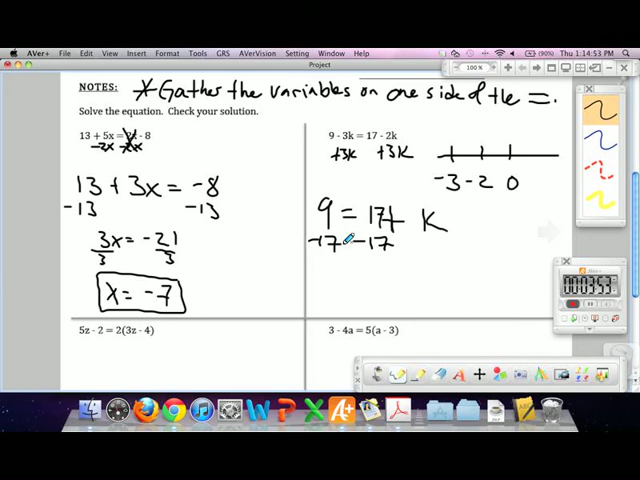 AVer+ File Edit View Insert Format Tools GRS AVervision Setting Window Help (90%) Thu 1:14:53 PM
Project
100%
NOTES: * Gather the variables on one side of the =.
Solve the equation. Check your solution.
13 + 5x = 2x - 8
-2x -2x
13 + 3x = -8
-13 -13
3x = -21
3 3
x = -7
9 - 3k = 17 - 2k
+3k +3k
-3 -2 0
9 = 17 + k
-17 -17
00:03:53
5z - 2 = 2(3z - 4)
3 - 4a = 5(a - 3)